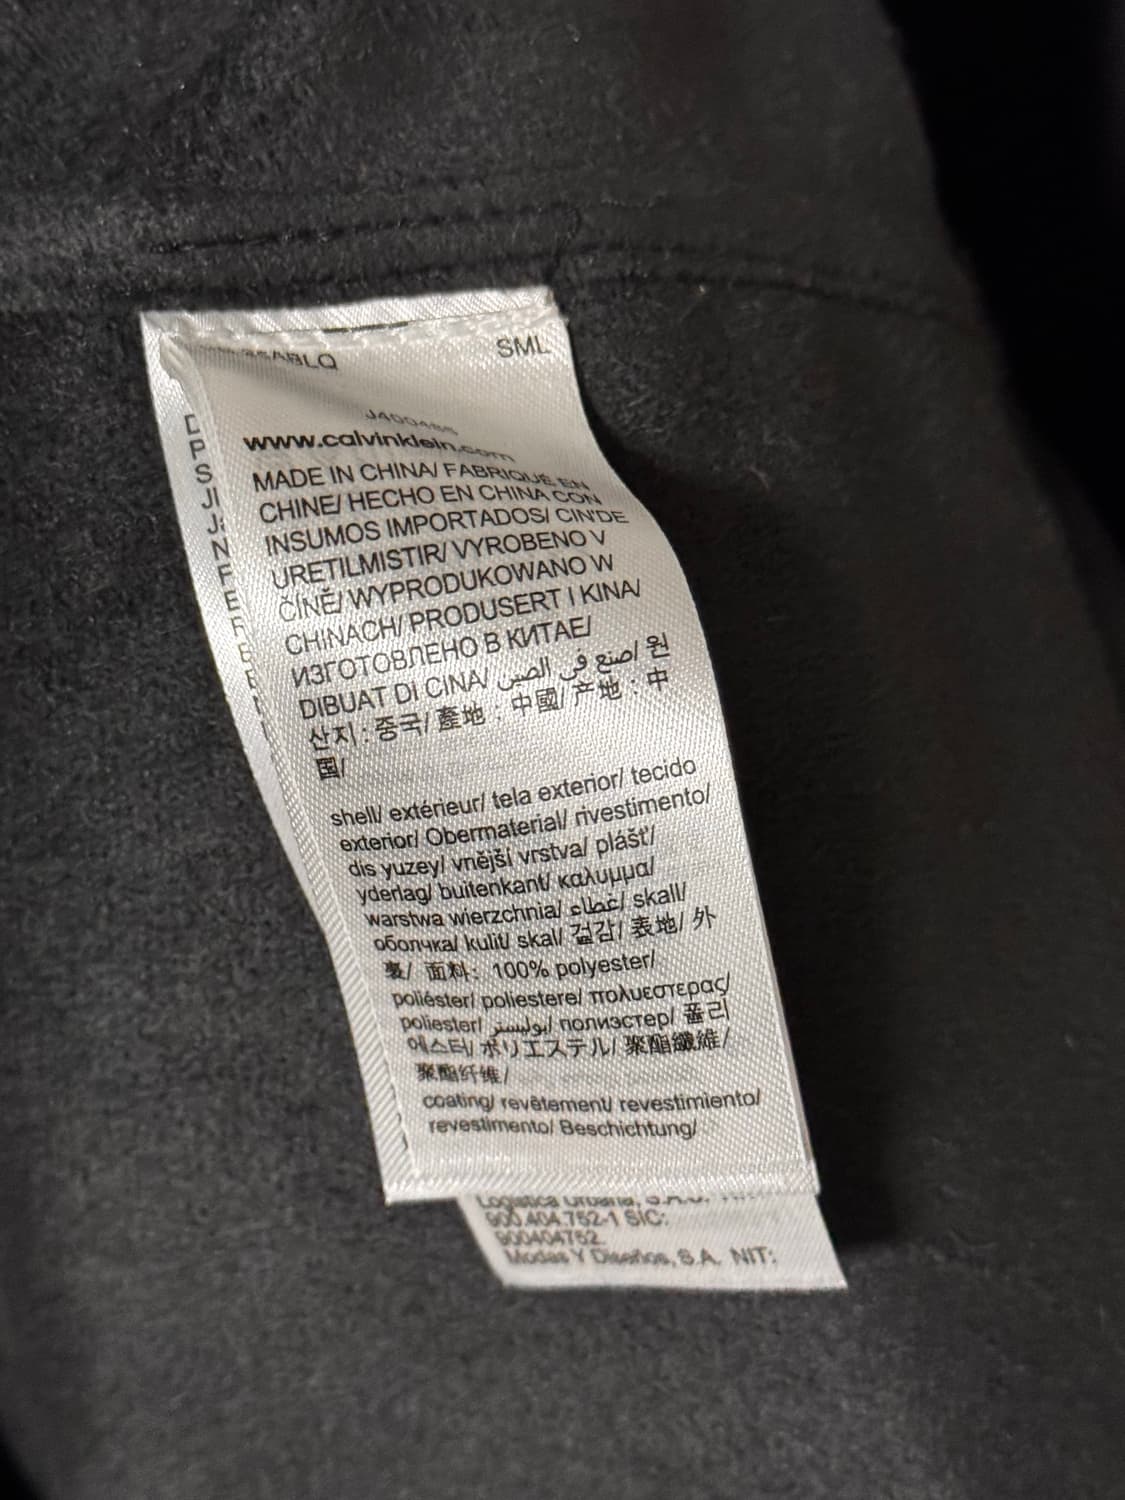 SML
www.calvinklein.com
MADE IN CHINA/ FABRIQUÉ EN
CHINE/ HECHO EN CHINA CON
INSUMOS IMPORTADOS/ CIN'DE
URETILMISTIR/ VYROBENO V
ČÍNĚ/ WYPRODUKOWANO W
CHINACH/ PRODUSERT I KINA/
ИЗГОТОВЛЕНО В КИТАЕ/
DIBUAT DI CINA/ صنع في الصين/ 원
산지 : 중국/ 產地 : 中國/ 产地 : 中
国/
shell/ extérieur/ tela exterior/ tecido
exterior/ Obermaterial/ rivestimento/
dis yuzey/ vnější vrstva/ plášť/
yderlag/ buitenkant/ καλυμμα/
warstwa wierzchnia/ غطاء/ skall/
оболчка/ kulit/ skal/ 겉감/ 表地/ 外
裏/ 面料: 100% polyester/
poliéster/ poliestere/ πολυεστερας/
poliester/ بوليستر/ полиэстер/ 폴리
에스터/ ポリエステル/ 聚酯纖維/
聚酯纤维/
coating/ revêtement/ revestimiento/
revestimento/ Beschichtung/
Logistica Urbana, S.A.S.
900.404.752-1 SIC:
900404752.
Modas Y Diseños, S.A. NIT: